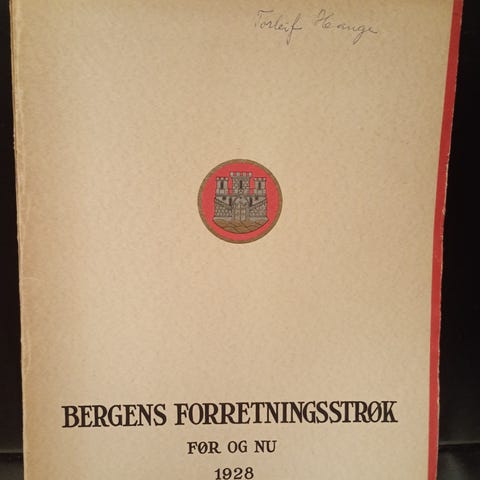 Torleif Hauge
BERGENS FORRETNINGSSTRØK
FØR OG NU
1928